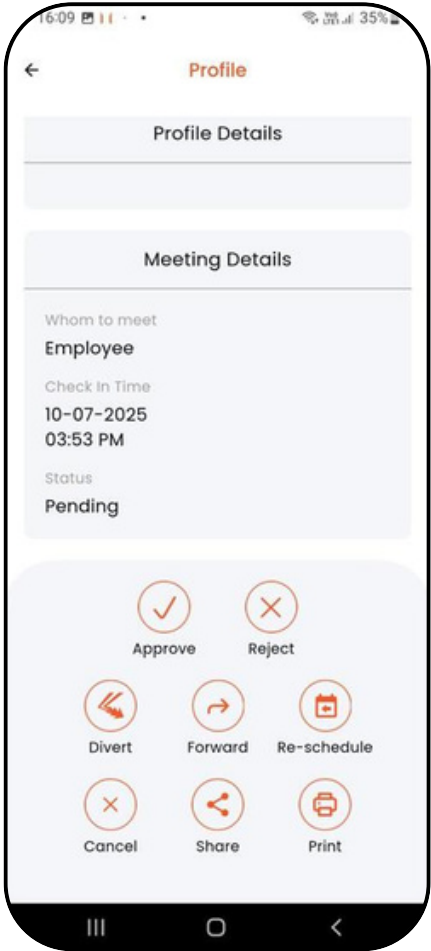 16:09 35%
Profile
Profile Details
Meeting Details
Whom to meet
Employee
Check In Time
10-07-2025
03:53 PM
Status
Pending
Approve Reject
Divert Forward Re-schedule
Cancel Share Print